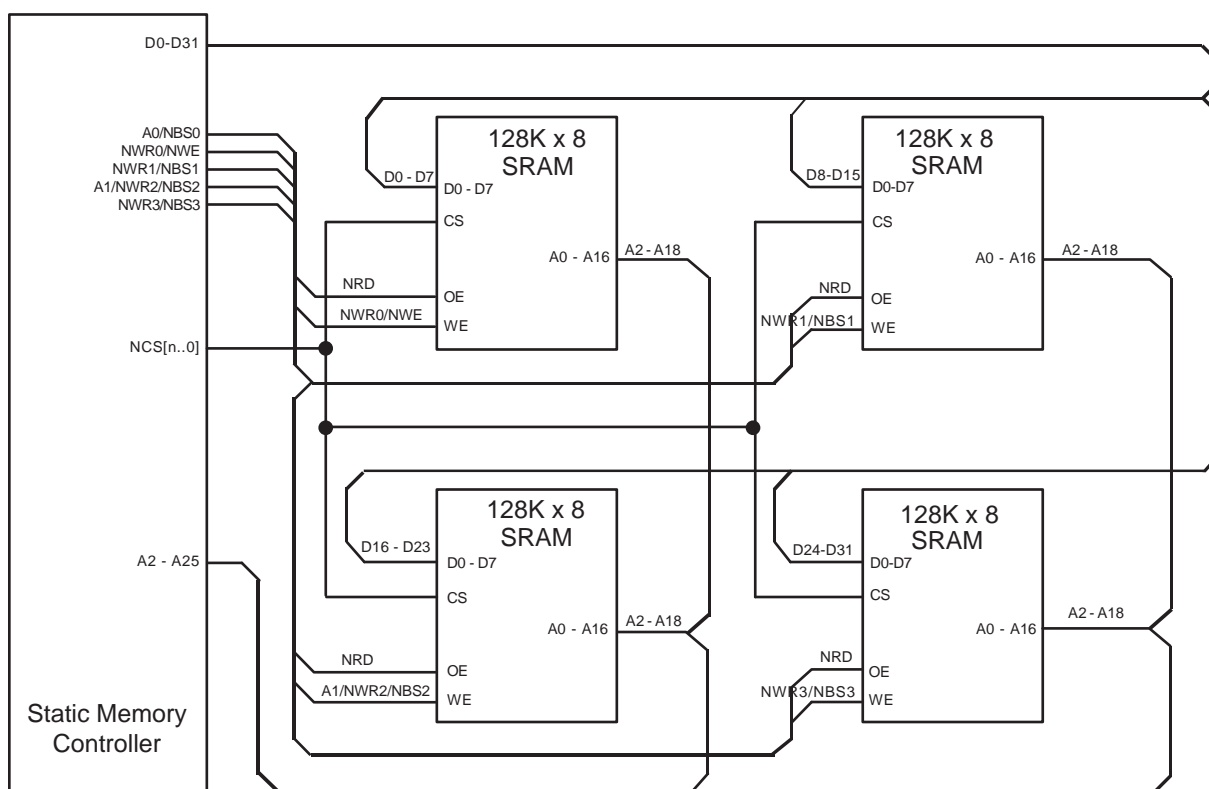 D0-D31
A0/NBS0
NWR0/NWE
NWR1/NBS1
A1/NWR2/NBS2
NWR3/NBS3
NCS[n..0]
A2 - A25
Static Memory
Controller
128K x 8
SRAM
D0 - D7
D0 - D7
CS
A0 - A16
A2 - A18
NRD
OE
NWR0/NWE
WE
128K x 8
SRAM
D8-D15
D0-D7
CS
A0 - A16
A2 - A18
NRD
OE
NWR1/NBS1
WE
128K x 8
SRAM
D16 - D23
D0 - D7
CS
A0 - A16
A2 - A18
NRD
OE
A1/NWR2/NBS2
WE
128K x 8
SRAM
D24-D31
D0-D7
CS
A0 - A16
A2 - A18
NRD
OE
NWR3/NBS3
WE